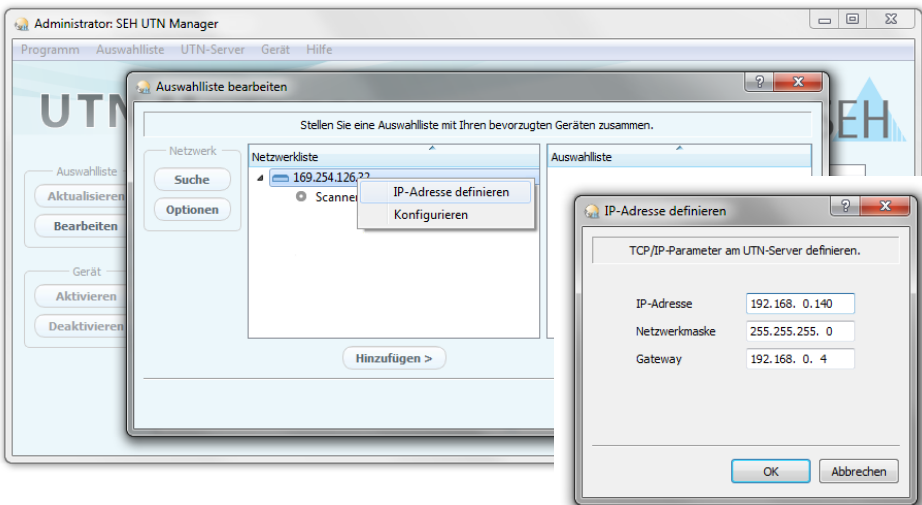 Administrator: SEH UTN Manager
Programm Auswahlliste UTN-Server Gerät Hilfe
UTN
SEH
Auswahlliste bearbeiten
Stellen Sie eine Auswahlliste mit Ihren bevorzugten Geräten zusammen.
Auswahlliste
Aktualisieren
Bearbeiten
Gerät
Aktivieren
Deaktivieren
Netzwerk
Suche
Optionen
Netzwerkliste
169.254.126.22
Scanner
IP-Adresse definieren
Konfigurieren
Auswahlliste
Hinzufügen >
IP-Adresse definieren
TCP/IP-Parameter am UTN-Server definieren.
IP-Adresse 192.168. 0.140
Netzwerkmaske 255.255.255. 0
Gateway 192.168. 0. 4
OK Abbrechen